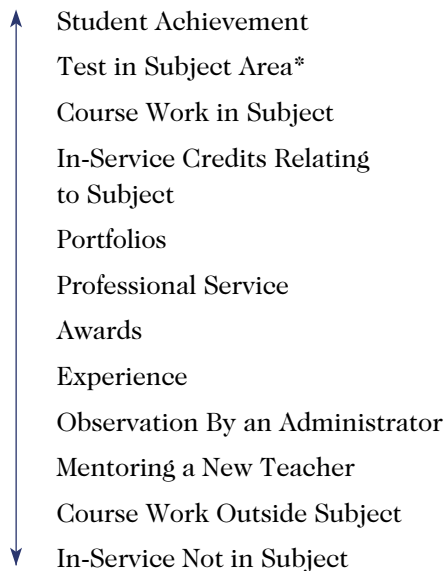 Student Achievement
Test in Subject Area*
Course Work in Subject
In-Service Credits Relating
to Subject
Portfolios
Professional Service
Awards
Experience
Observation By an Administrator
Mentoring a New Teacher
Course Work Outside Subject
In-Service Not in Subject